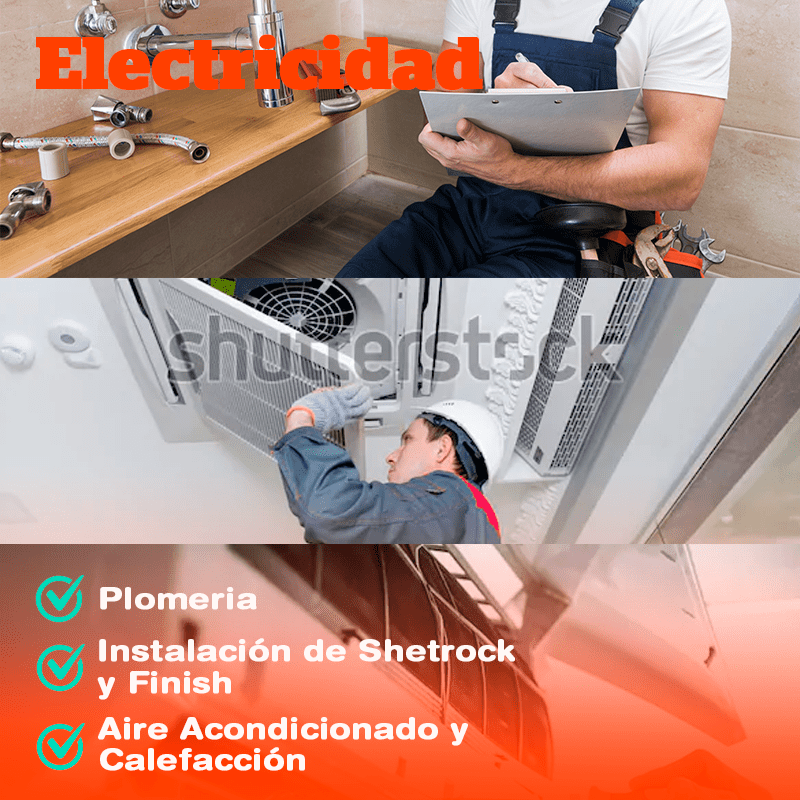 Electricidad
shutterstock
Plomeria
Instalación de Shetrock
y Finish
Aire Acondicionado y
Calefacción